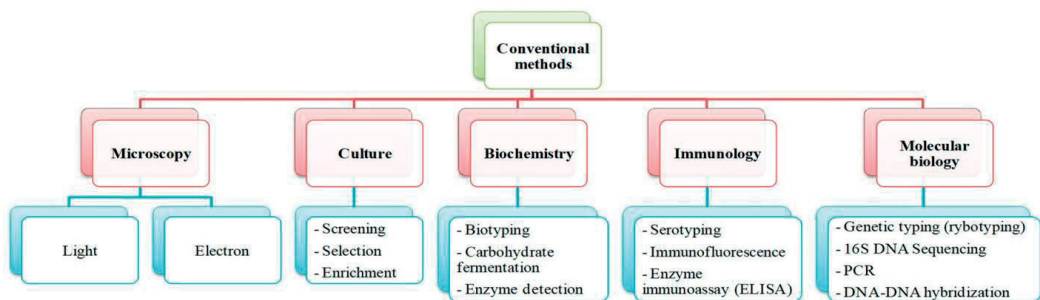 Conventional
methods
Microscopy
Culture
Biochemistry
Immunology
Molecular
biology
Light
Electron
- Screening
- Selection
- Enrichment
- Biotyping
- Carbohydrate
fermentation
- Enzyme detection
- Serotyping
- Immunofluorescence
- Enzyme
immunoassay (ELISA)
- Genetic typing (rybotyping)
- 16S DNA Sequencing
- PCR
- DNA-DNA hybridization